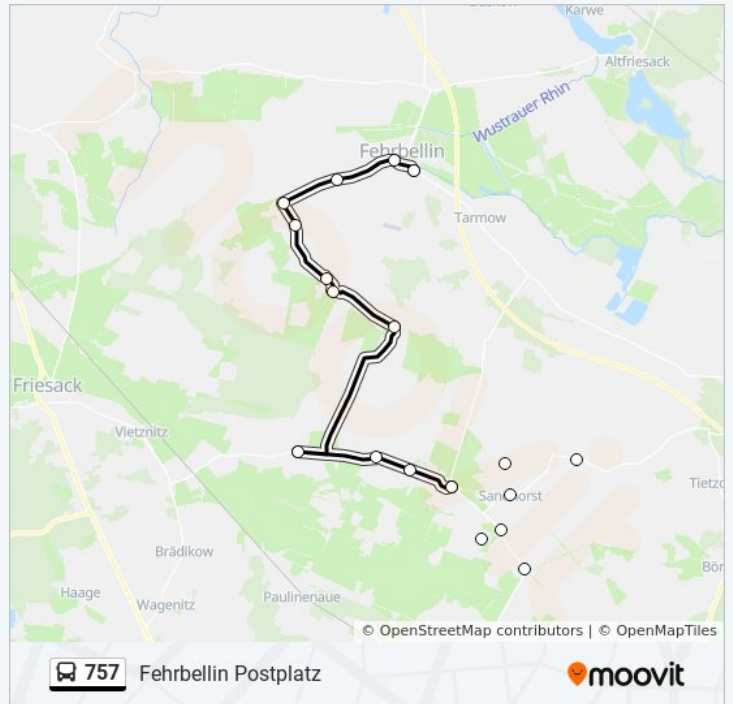 Karwe
Altfriesack
Wustrauer Rhin
Fehrbellin
Tarmow
Friesack
Vietznitz
Sandhorst
Tietzo
Brädikow
Bör
Haage
Paulinenaue
Wagenitz
© OpenStreetMap contributors | © OpenMapTiles
757 Fehrbellin Postplatz
moovit